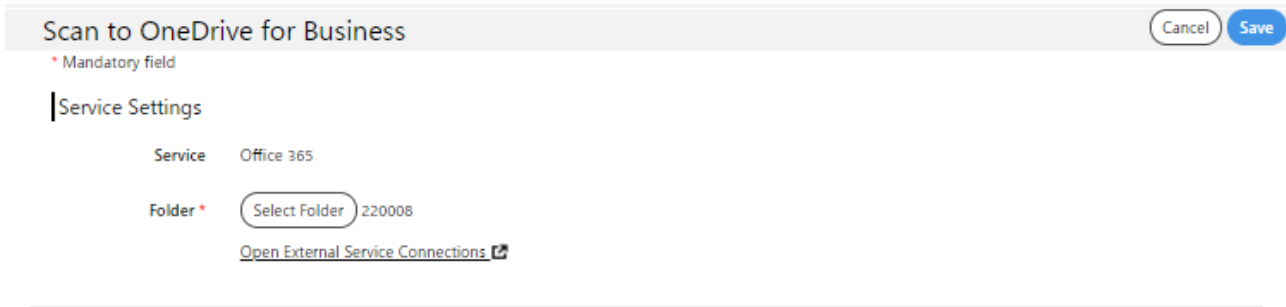 Scan to OneDrive for Business Cancel Save
* Mandatory field
Service Settings
Service Office 365
Folder * Select Folder 220008
Open External Service Connections